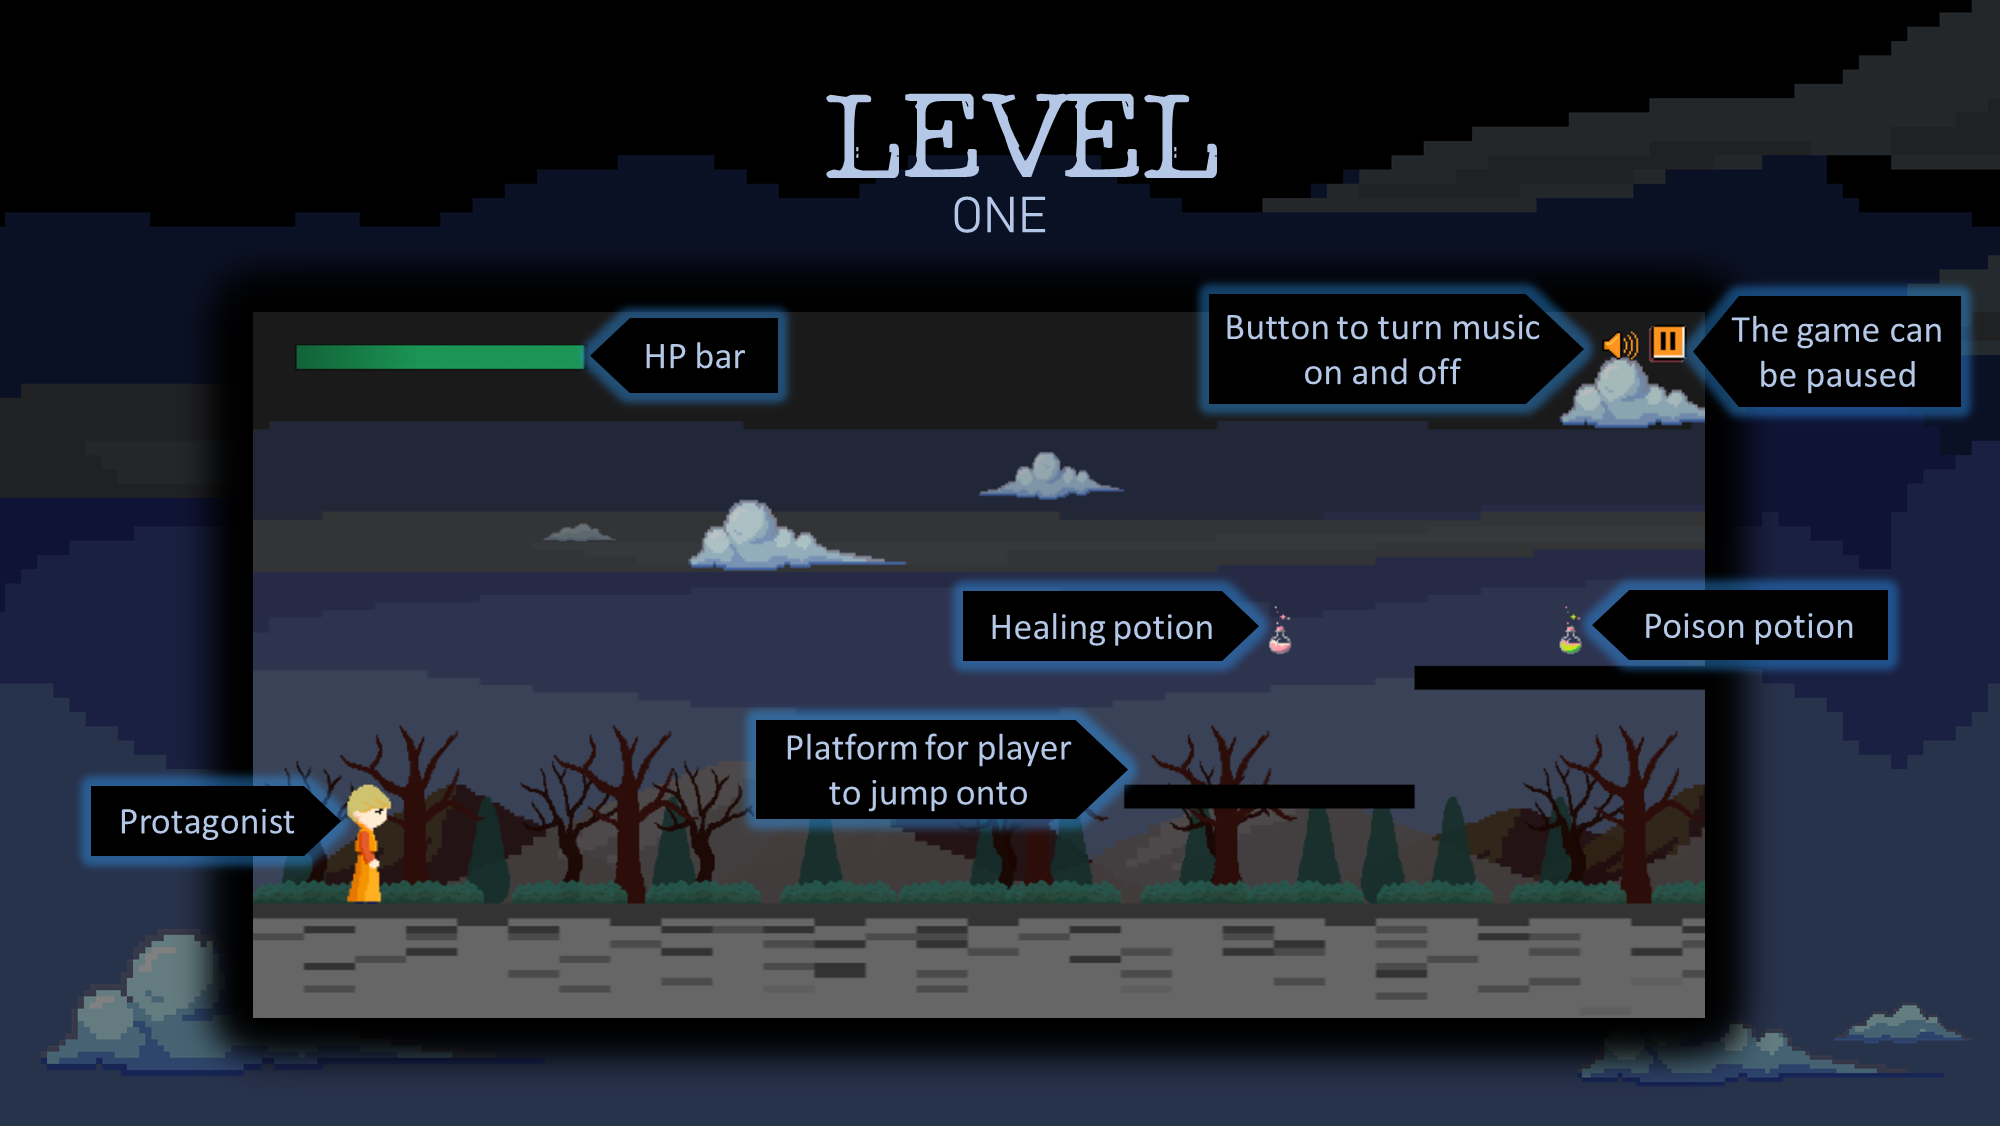 LEVEL
ONE
HP bar
Button to turn music
on and off
The game can
be paused
Healing potion
Poison potion
Platform for player
to jump onto
Protagonist